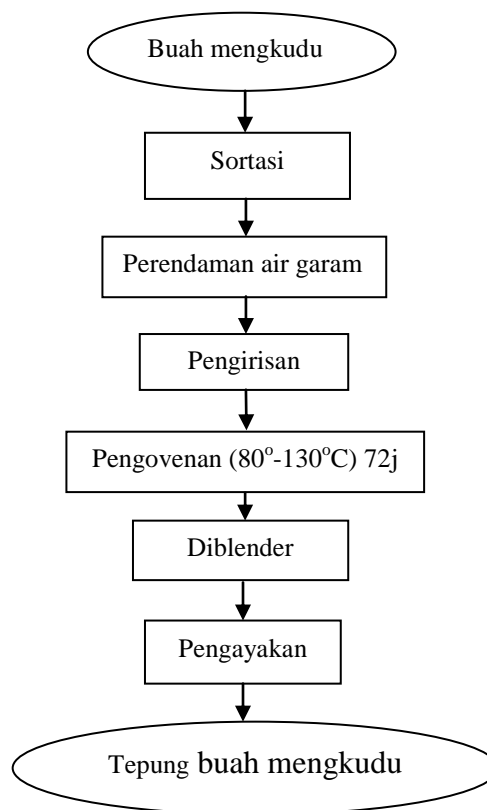 Buah mengkudu
Sortasi
Perendaman air garam
Pengirisan
Pengovenan (80°-130°C) 72j
Diblender
Pengayakan
Tepung buah mengkudu